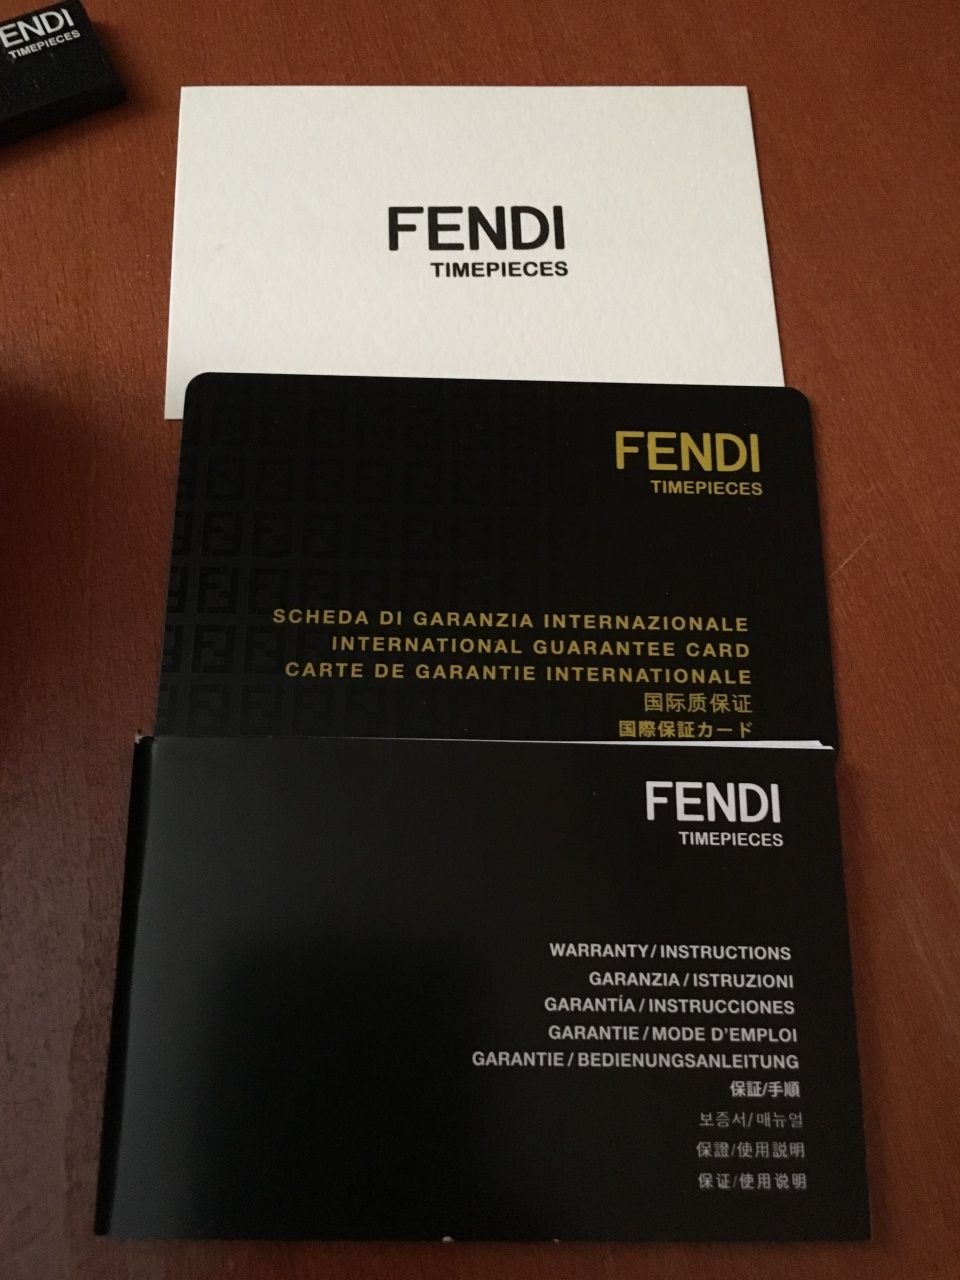 ENDI
TIMEPIECES
FENDI
TIMEPIECES
FENDI
TIMEPIECES
SCHEDA DI GARANZIA INTERNAZIONALE
INTERNATIONAL GUARANTEE CARD
CARTE DE GARANTIE INTERNATIONALE
国际质保证
国際保証カード
FENDI
TIMEPIECES
WARRANTY/INSTRUCTIONS
GARANZIA/ISTRUZIONI
GARANTÍA/INSTRUCCIONES
GARANTIE/MODE D'EMPLOI
GARANTIE/BEDIENUNGSANLEITUNG
保証/手順
보증서/매뉴얼
保證/使用説明
保证/使用说明